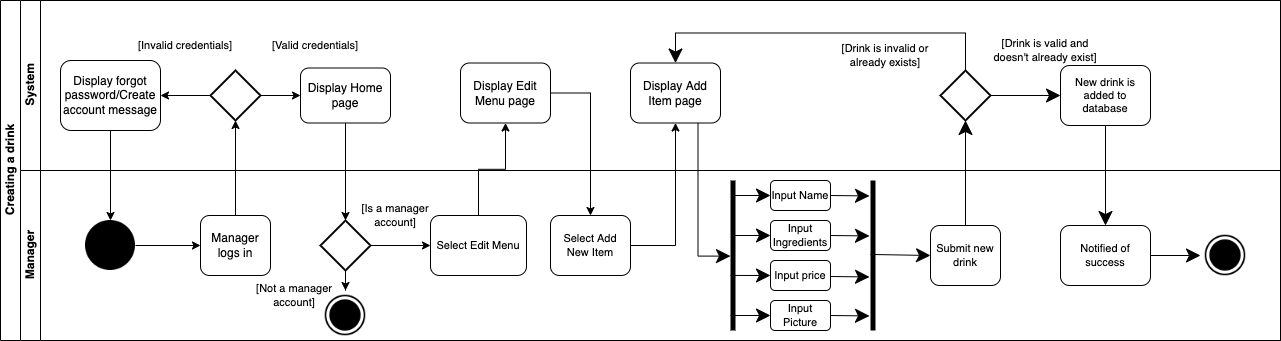 Creating a drink
System
Manager
[Invalid credentials]
[Valid credentials]
Display forgot
password/Create
account message
Display Home
page
Display Edit
Menu page
Display Add
Item page
[Drink is invalid or
already exists]
[Drink is valid and
doesn't already exist]
New drink is
added to
database
Manager
logs in
[Is a manager
account]
[Not a manager
account]
Select Edit Menu
Select Add
New Item
Input Name
Input
Ingredients
Input price
Input
Picture
Submit new
drink
Notified of
success